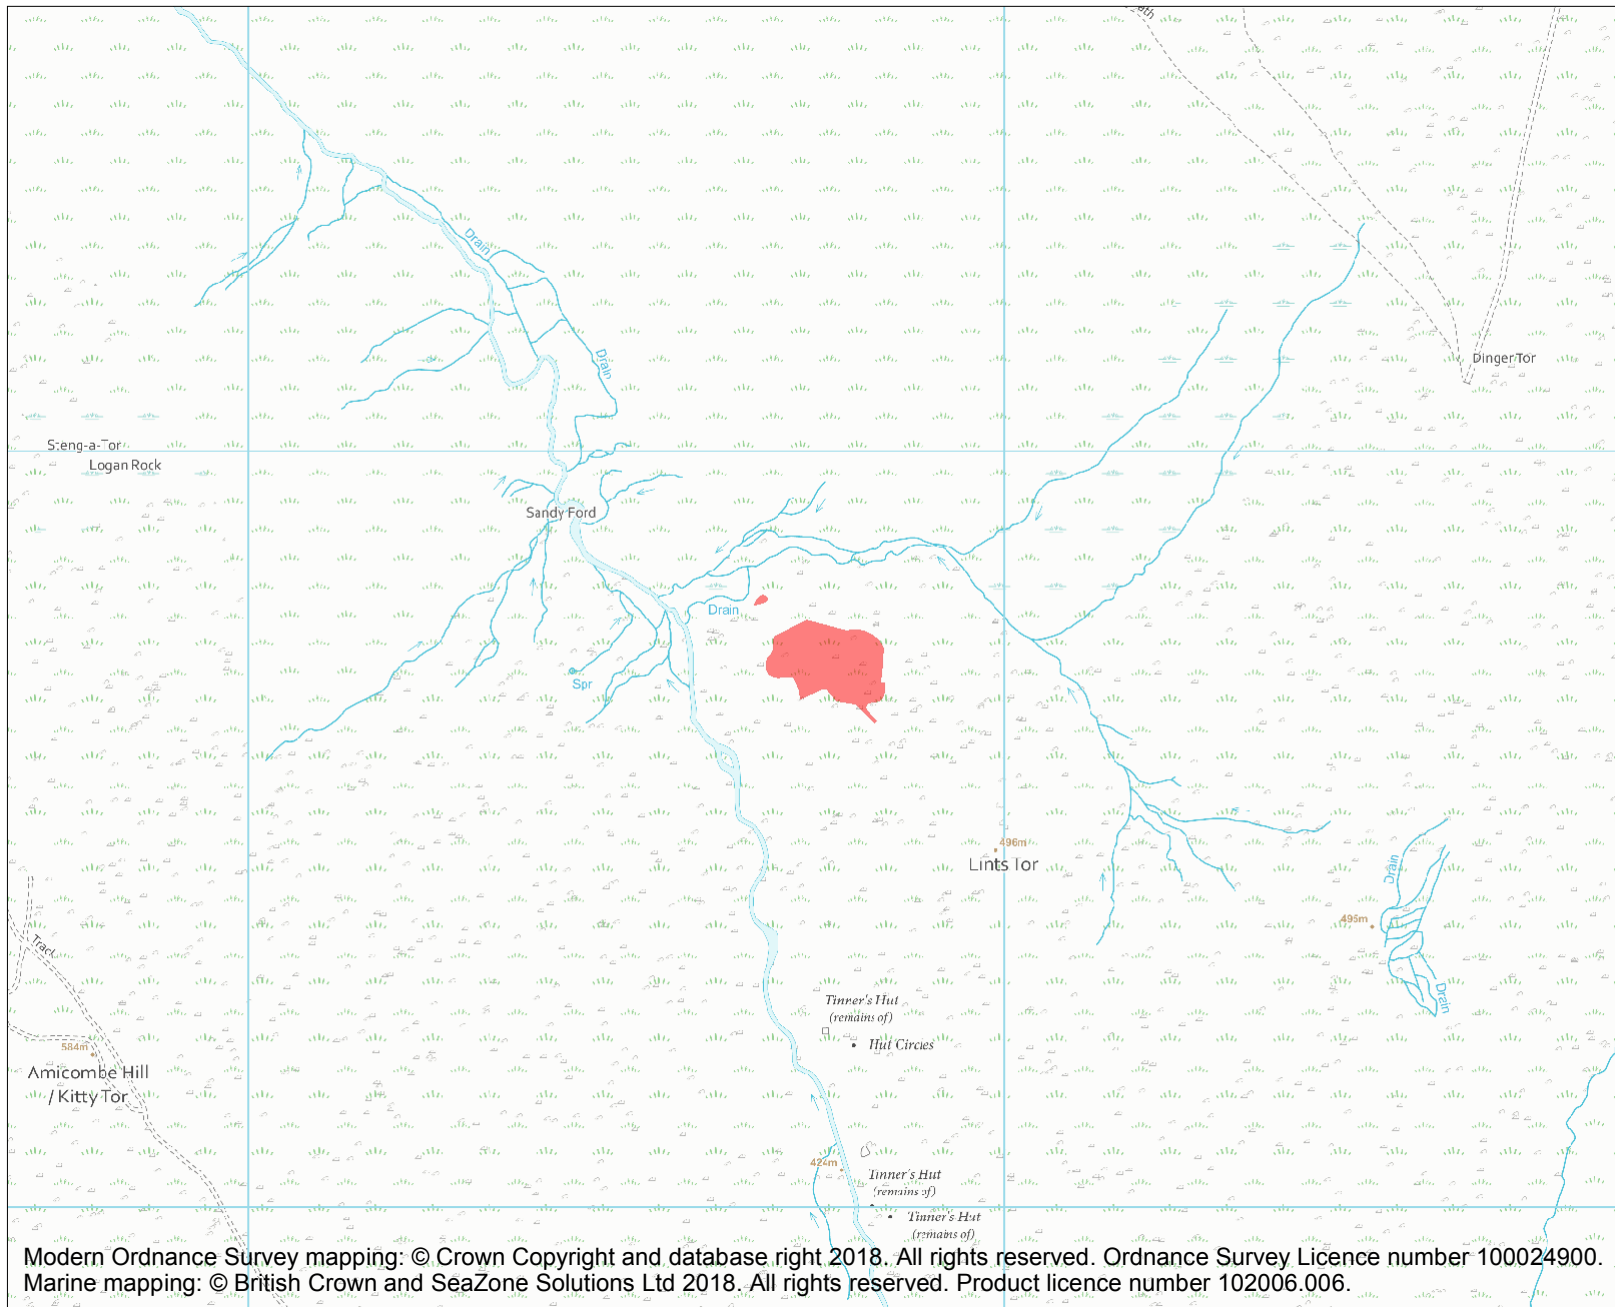 ath
Drain
Drain
Dinger Tor
Steng-a-Tor
Logan Rock
Sandy Ford
Drain
Spr
496m
Lints Tor
Drain
495m
Drain
Track
584m
Amicombe Hill
/ Kitty Tor
Tinner's Hut
(remains of)
Hut Circles
424m
Tinner's Hut
(remains of)
Tinner's Hut
(remains of)
Modern Ordnance Survey mapping: © Crown Copyright and database right 2018. All rights reserved. Ordnance Survey Licence number 100024900.
Marine mapping: © British Crown and SeaZone Solutions Ltd 2018. All rights reserved. Product licence number 102006.006.